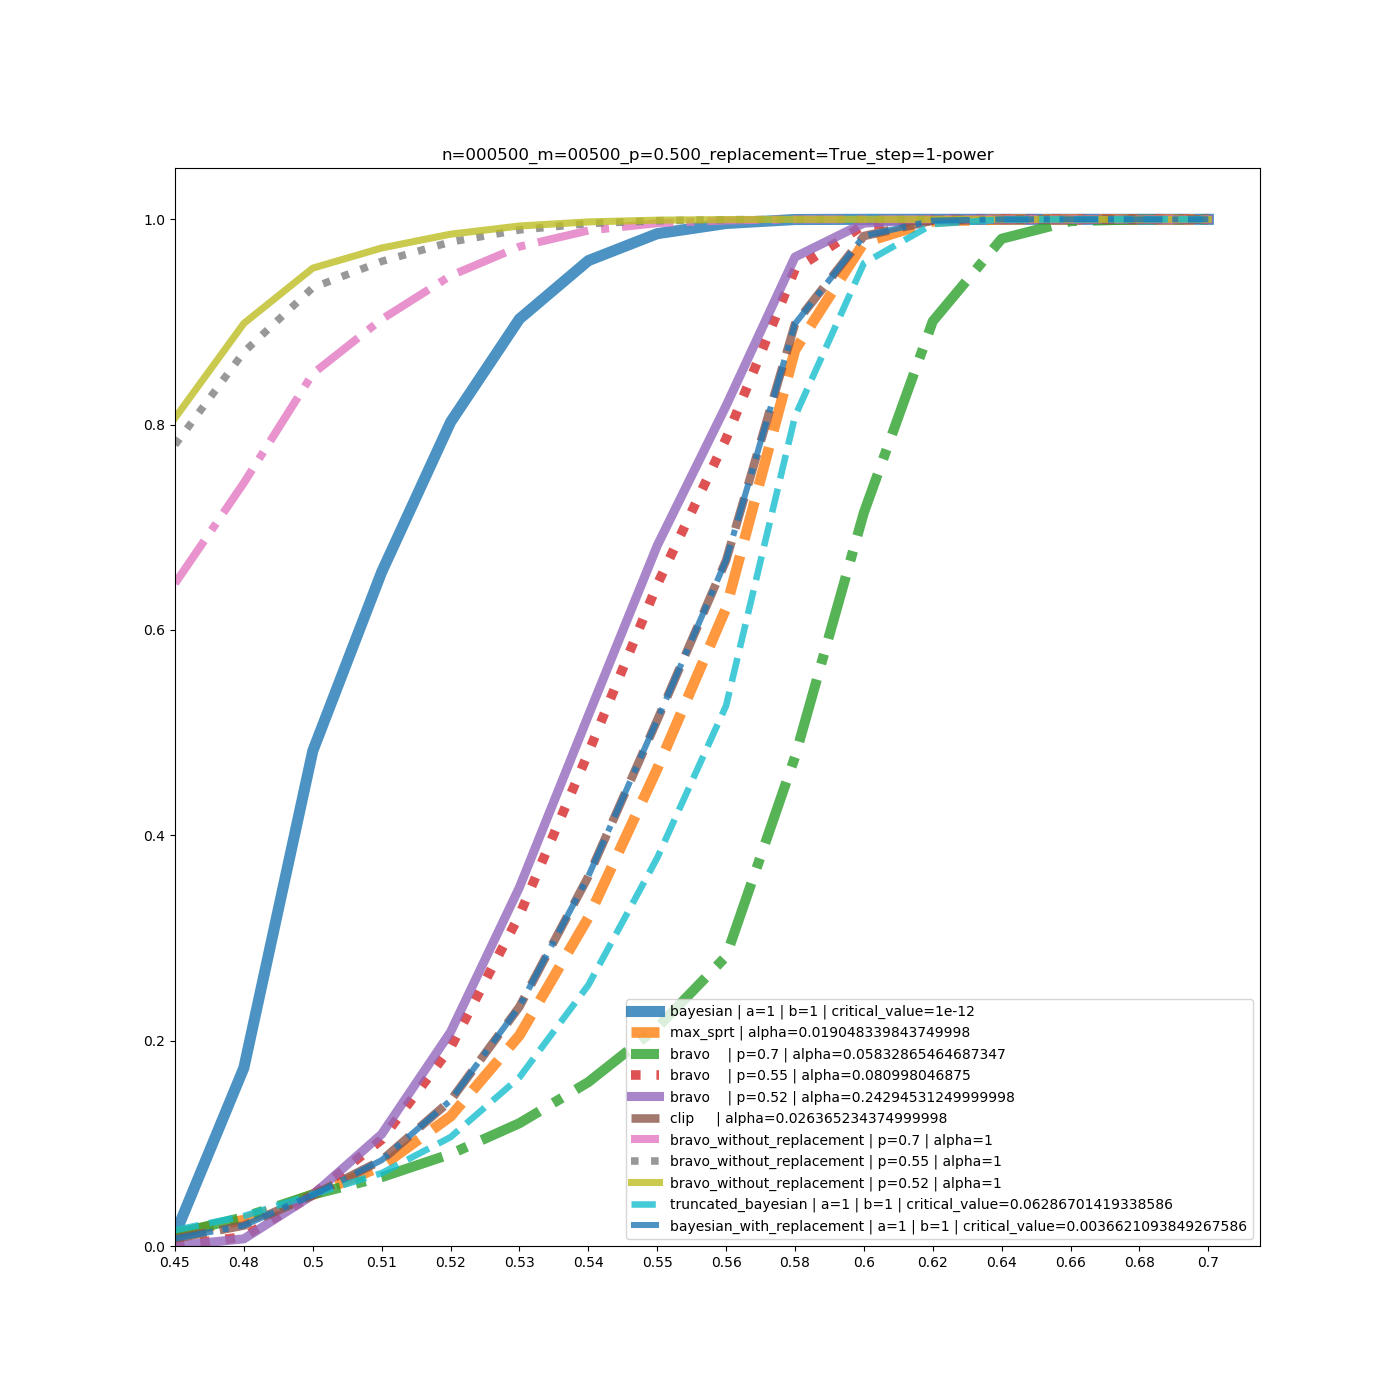 n=000500_m=00500_p=0.500_replacement=True_step=1-power
1.0
0.8
0.6
0.4
0.2
0.0
bayesian | a=1 | b=1 | critical_value=1e-12
max_sprt | alpha=0.019048339843749998
bravo | p=0.7 | alpha=0.05832865464687347
bravo | p=0.55 | alpha=0.080998046875
bravo | p=0.52 | alpha=0.24294531249999998
clip | alpha=0.026365234374999998
bravo_without_replacement | p=0.7 | alpha=1
bravo_without_replacement | p=0.55 | alpha=1
bravo_without_replacement | p=0.52 | alpha=1
truncated_bayesian | a=1 | b=1 | critical_value=0.06286701419338586
bayesian_with_replacement | a=1 | b=1 | critical_value=0.0036621093849267586
0.45 0.48 0.5 0.51 0.52 0.53 0.54 0.55 0.56 0.58 0.6 0.62 0.64 0.66 0.68 0.7